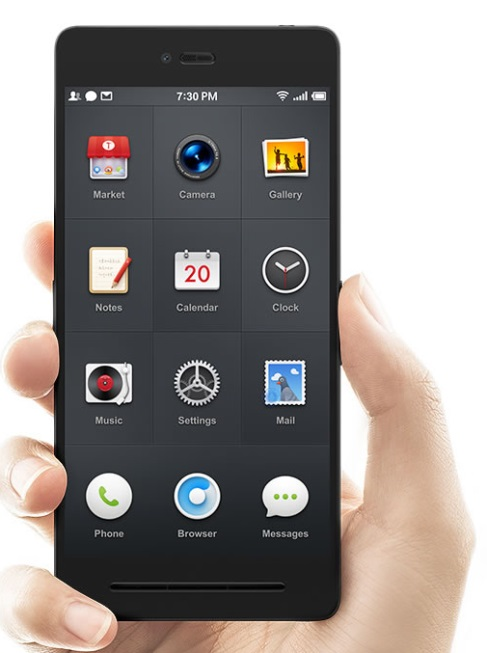 7:30 PM
Market Camera Gallery
20
Notes Calendar Clock
Music Settings Mail
Phone Browser Messages